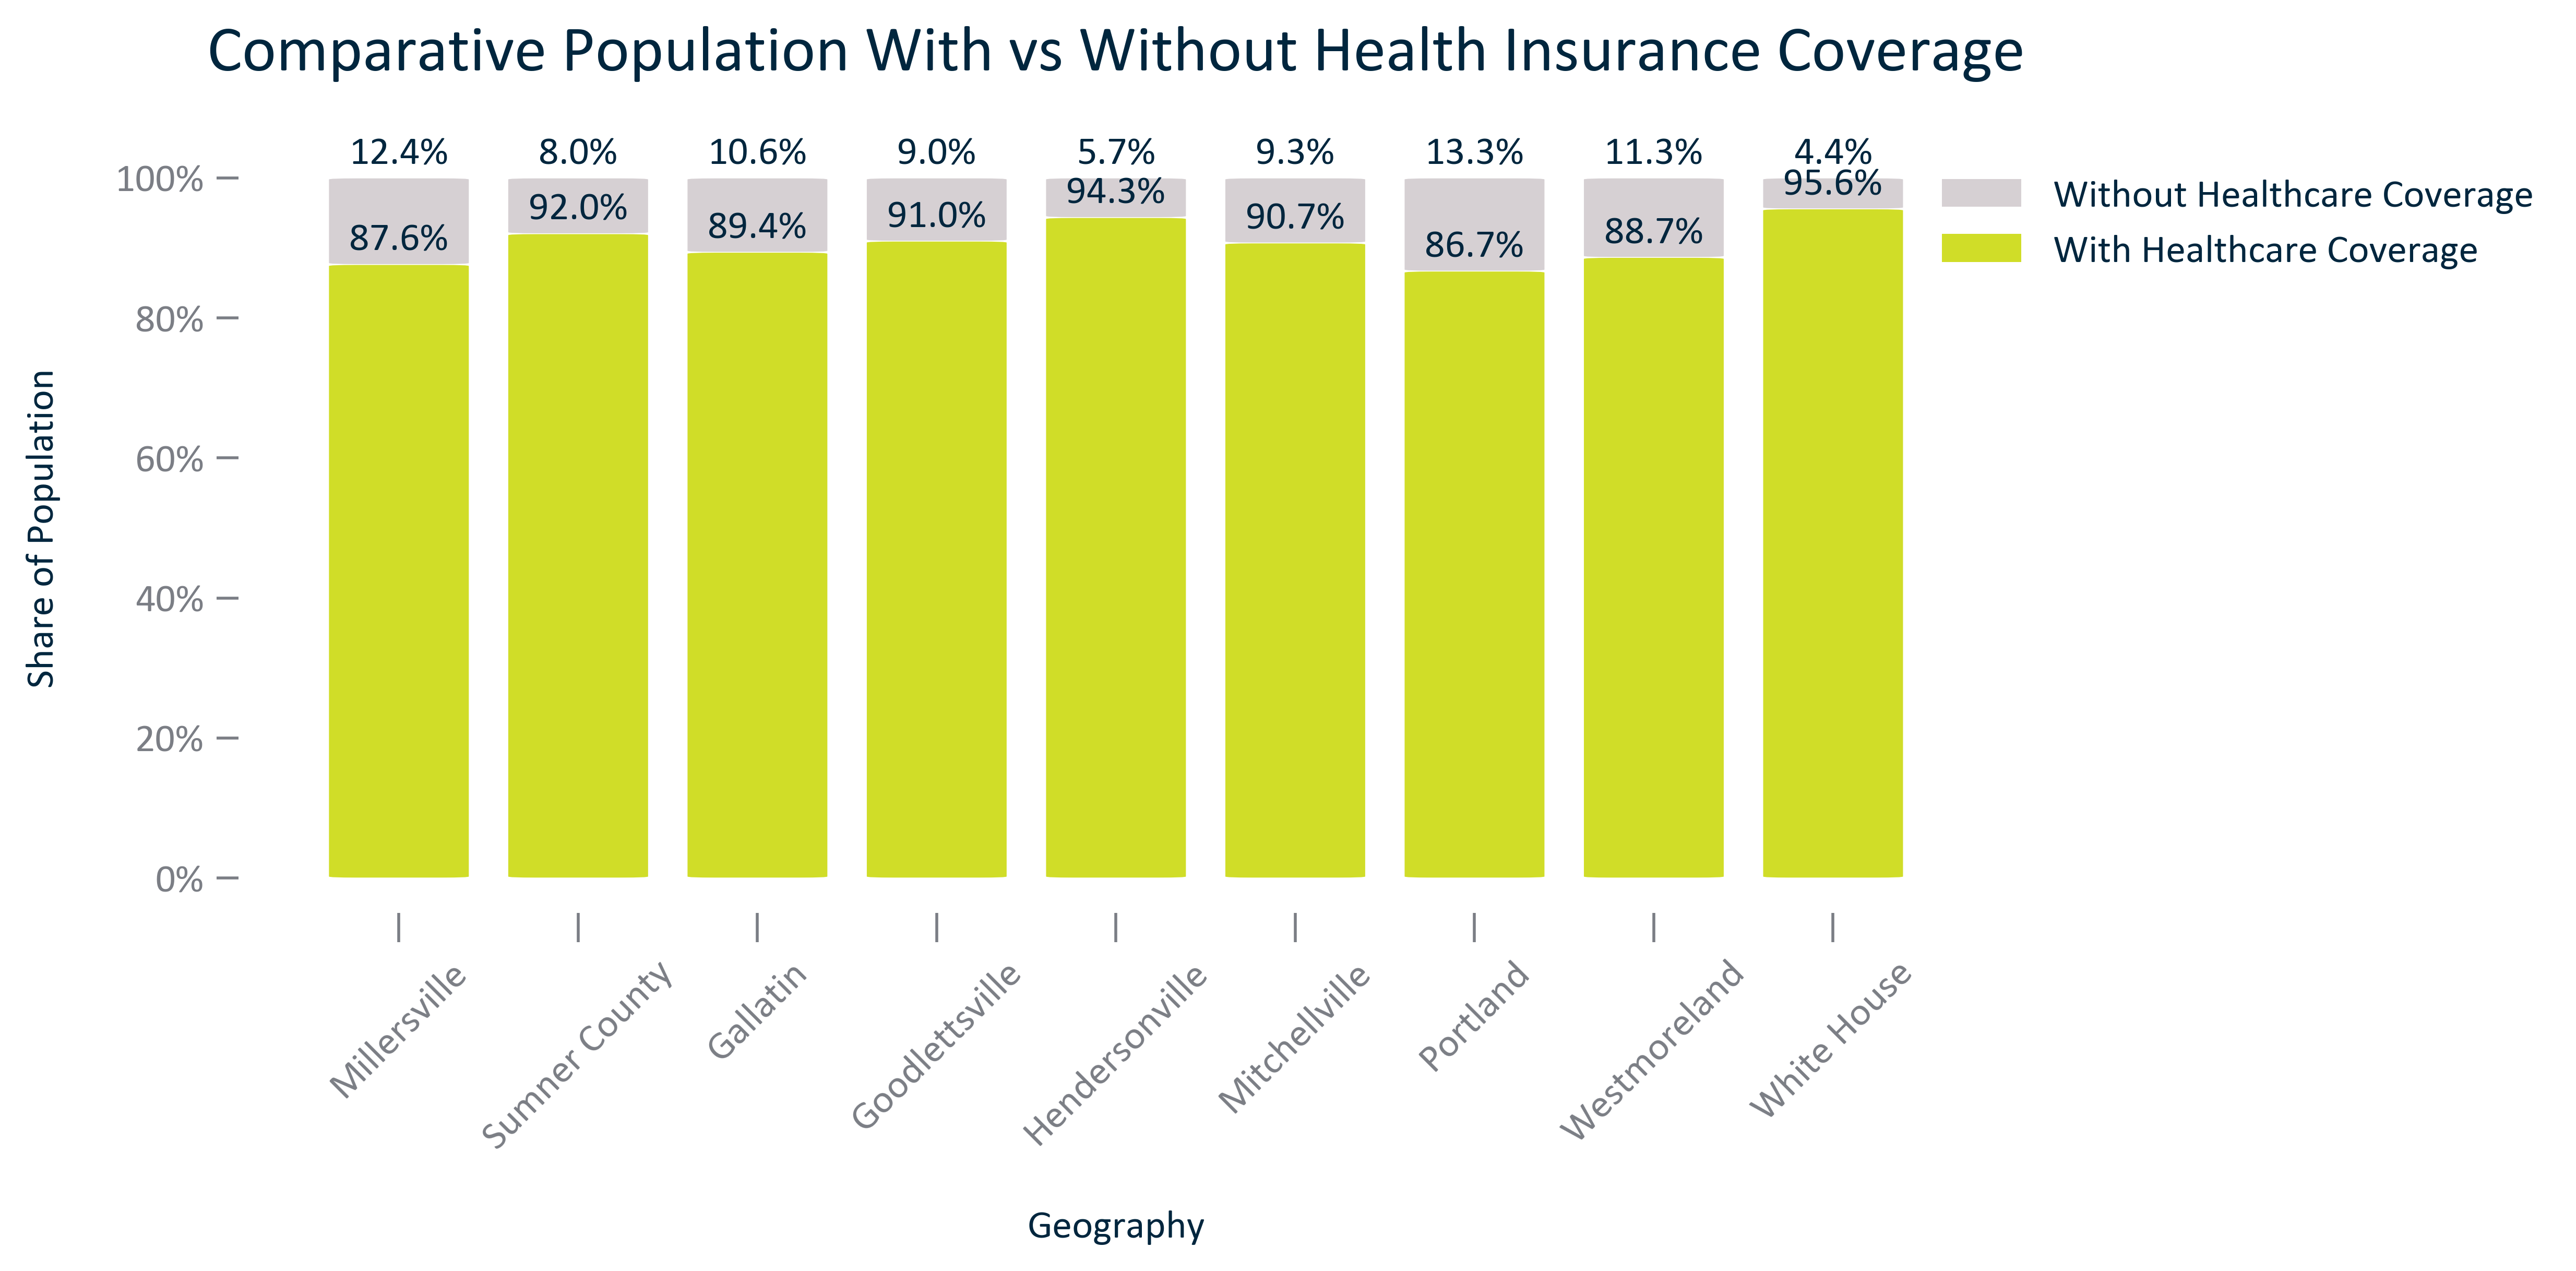 Comparative Population With vs Without Health Insurance Coverage
12.4% 8.0% 10.6% 9.0% 5.7% 9.3% 13.3% 11.3% 4.4%
87.6% 92.0% 89.4% 91.0% 94.3% 90.7% 86.7% 88.7% 95.6%
Without Healthcare Coverage
With Healthcare Coverage
100%
80%
60%
40%
20%
0%
Share of Population
Millersville
Sumner County
Gallatin
Goodlettsville
Hendersonville
Mitchellville
Portland
Westmoreland
White House
Geography